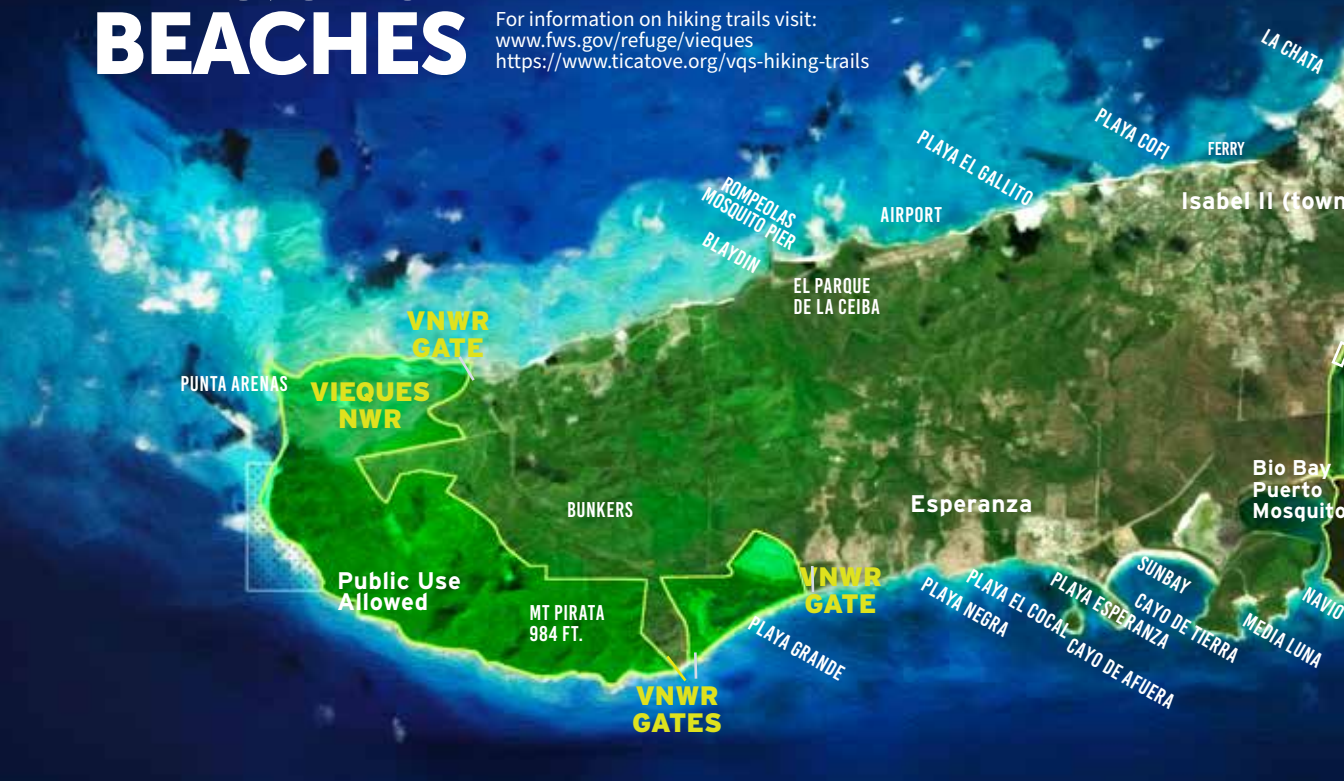 BEACHES
For information on hiking trails visit:
www.fws.gov/refuge/vieques
https://www.ticatove.org/vqs-hiking-trails
LA CHATA
PLAYA COFI
FERRY
PLAYA EL GALLITO
Isabel II (town
ROMPEOLAS
MOSQUITO PIER
AIRPORT
BLAYDIN
EL PARQUE
DE LA CEIBA
VNWR
GATE
PUNTA ARENAS
VIEQUES
NWR
Bio Bay
Puerto
Mosquito
BUNKERS
Esperanza
Public Use
Allowed
MT PIRATA
984 FT.
VNWR
GATE
PLAYA GRANDE
PLAYA NEGRA
PLAYA EL COCAL
PLAYA ESPERANZA
SUNBAY
CAYO DE TIERRA
CAYO DE AFUERA
MEDIA LUNA
NAVIO
VNWR
GATES